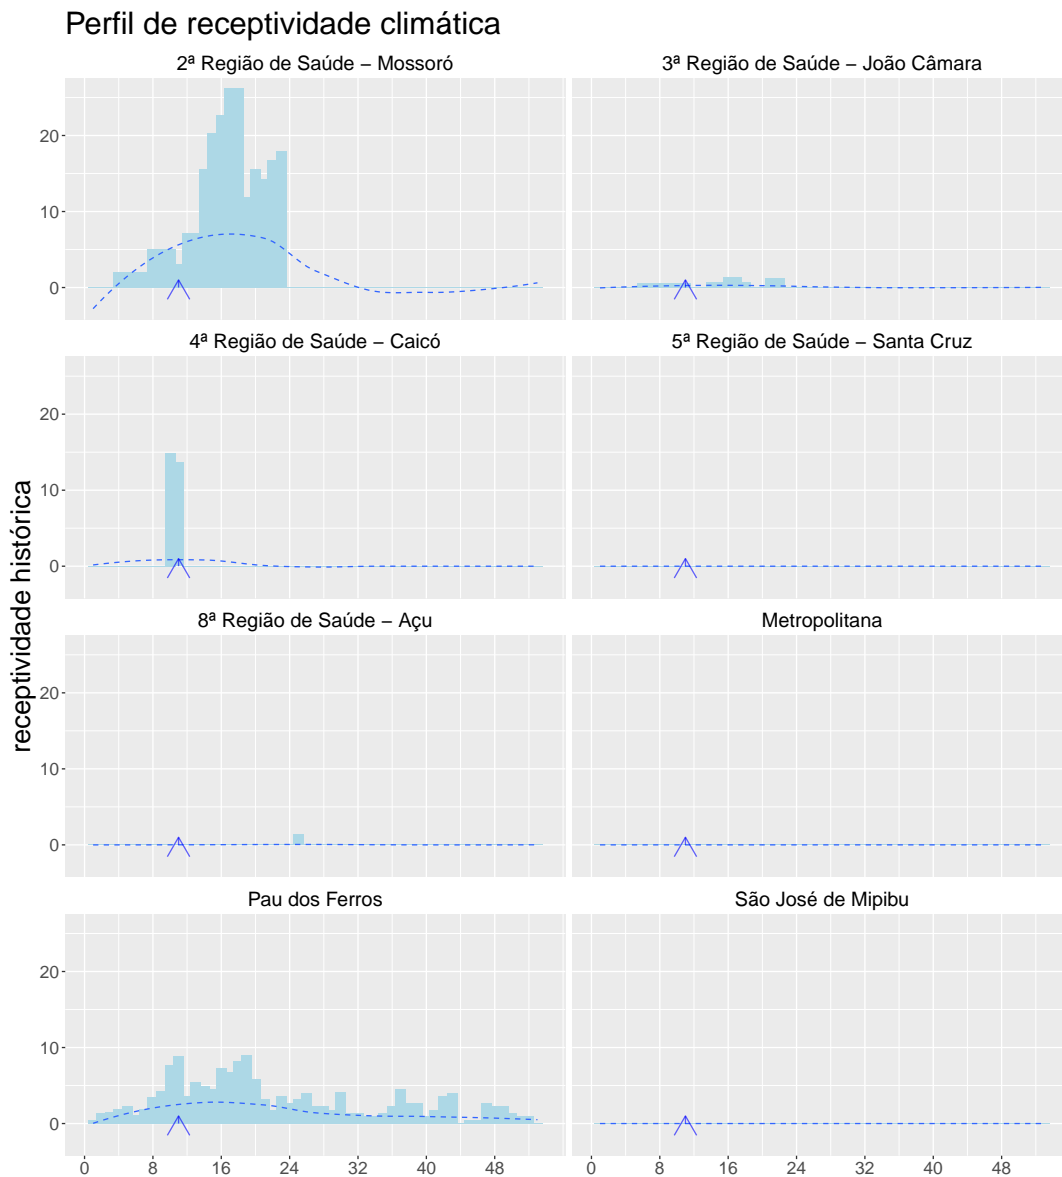 Perfil de receptividade climática
2ª Região de Saúde − Mossoró
3ª Região de Saúde − João Câmara
20
10
0
4ª Região de Saúde − Caicó
5ª Região de Saúde − Santa Cruz
20
10
0
receptividade histórica
8ª Região de Saúde − Açu
Metropolitana
20
10
0
Pau dos Ferros
São José de Mipibu
20
10
0
0 8 16 24 32 40 48
0 8 16 24 32 40 48